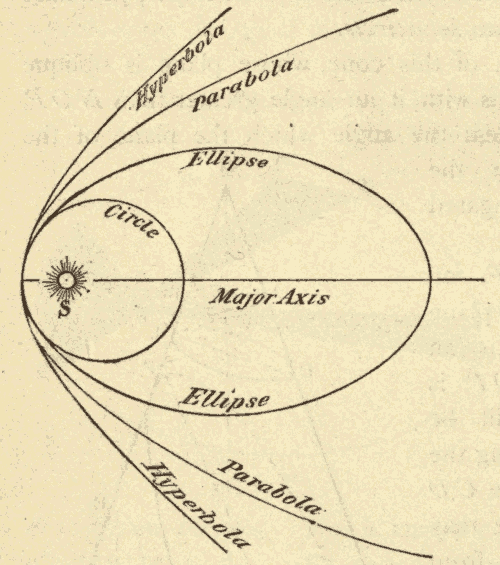 Hyperbola
parabola
Ellipse
Circle
S
Major Axis
Ellipse
Parabola
Hyperbola